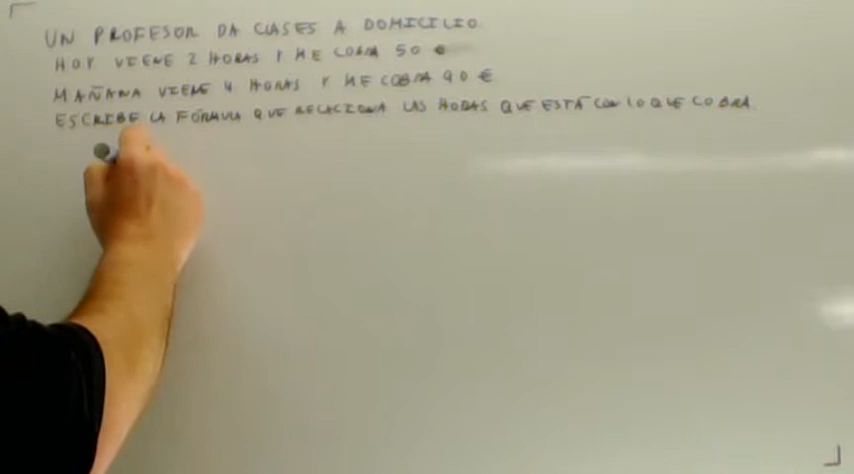 UN PROFESOR DA CLASES A DOMICILIO
HOY VIENE 2 HORAS Y ME COBRA 50 €
MAÑANA VIENE 4 HORAS Y ME COBRA 90 €
ESCRIBE LA FÓRMULA QUE RELACIONA LAS HORAS QUE ESTÁ CON LO QUE COBRA